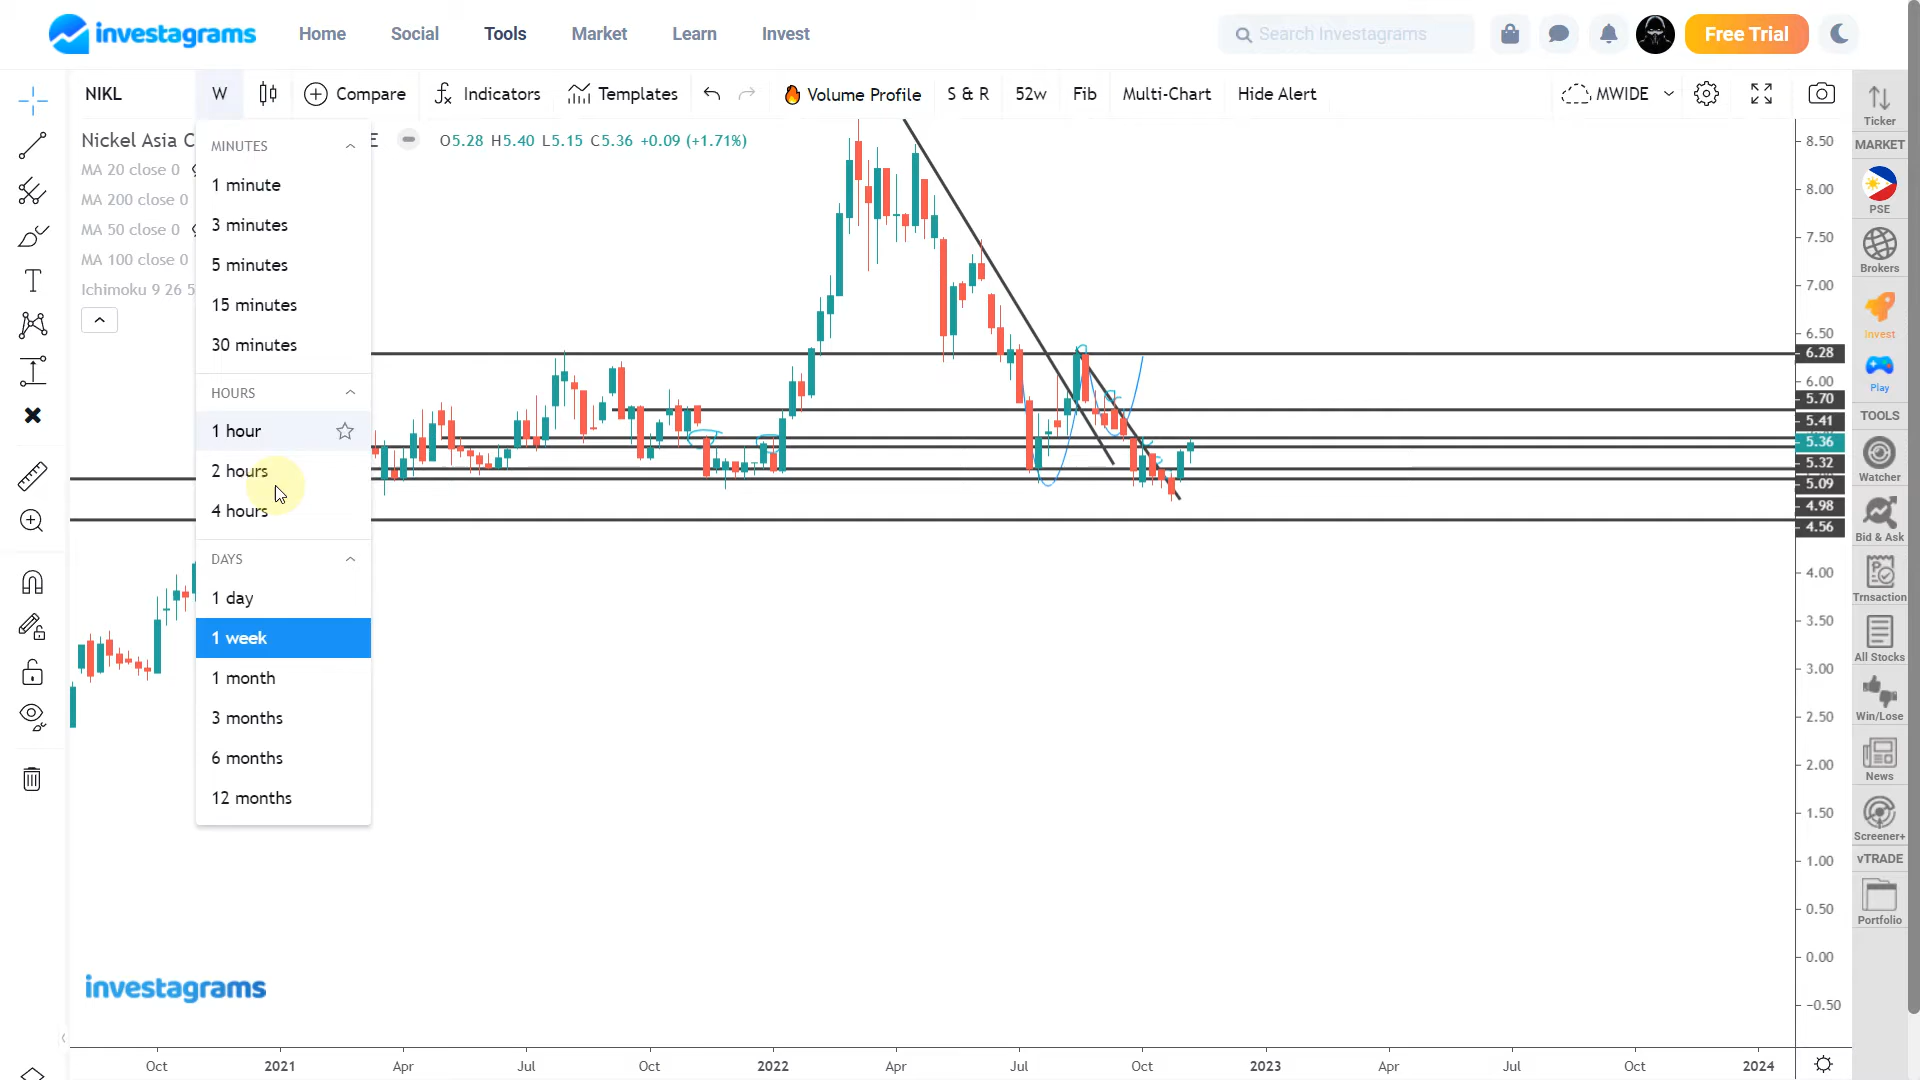 investagrams
Home
Social
Tools
Market
Learn
Invest
Search Investagrams
Free Trial
NIKL
W
Compare
Indicators
Templates
Volume Profile
S & R
52w
Fib
Multi-Chart
Hide Alert
MWIDE
Nickel Asia C
E
O5.28 H5.40 L5.15 C5.36 +0.09 (+1.71%)
MA 20 close 0
MA 200 close 0
MA 50 close 0
MA 100 close 0
Ichimoku 9 26 5
MINUTES
1 minute
3 minutes
5 minutes
15 minutes
30 minutes
HOURS
1 hour
2 hours
4 hours
DAYS
1 day
1 week
1 month
3 months
6 months
12 months
8.50
8.00
7.50
7.00
6.50
6.28
6.00
5.70
5.41
5.36
5.32
5.09
4.98
4.56
4.00
3.50
3.00
2.50
2.00
1.50
1.00
0.50
0.00
-0.50
Ticker
MARKET
PSE
Brokers
Invest
Play
TOOLS
Watcher
Bid & Ask
Trnsaction
All Stocks
Win/Lose
News
Screener+
vTRADE
Portfolio
investagrams
Oct
2021
Apr
Jul
Oct
2022
Apr
Jul
Oct
2023
Apr
Jul
Oct
2024